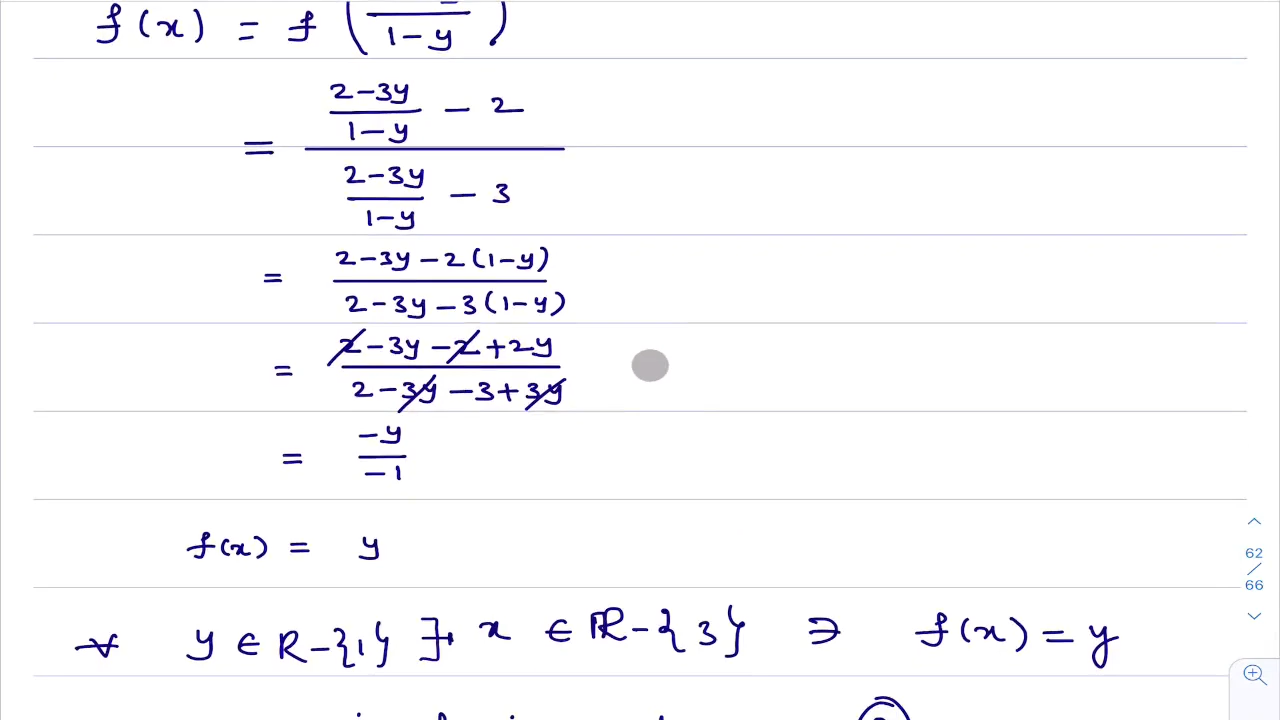 f(x) = f ( / 1-y )
= (2-3y / 1-y - 2) / (2-3y / 1-y - 3)
= 2-3y-2(1-y) / 2-3y-3(1-y)
= 2-3y-2+2y / 2-3y-3+3y
= -y / -1
f(x) = y
∀ y ∈ R-{1} ∃ x ∈ R-{3} ∋ f(x) = y
62
/
66